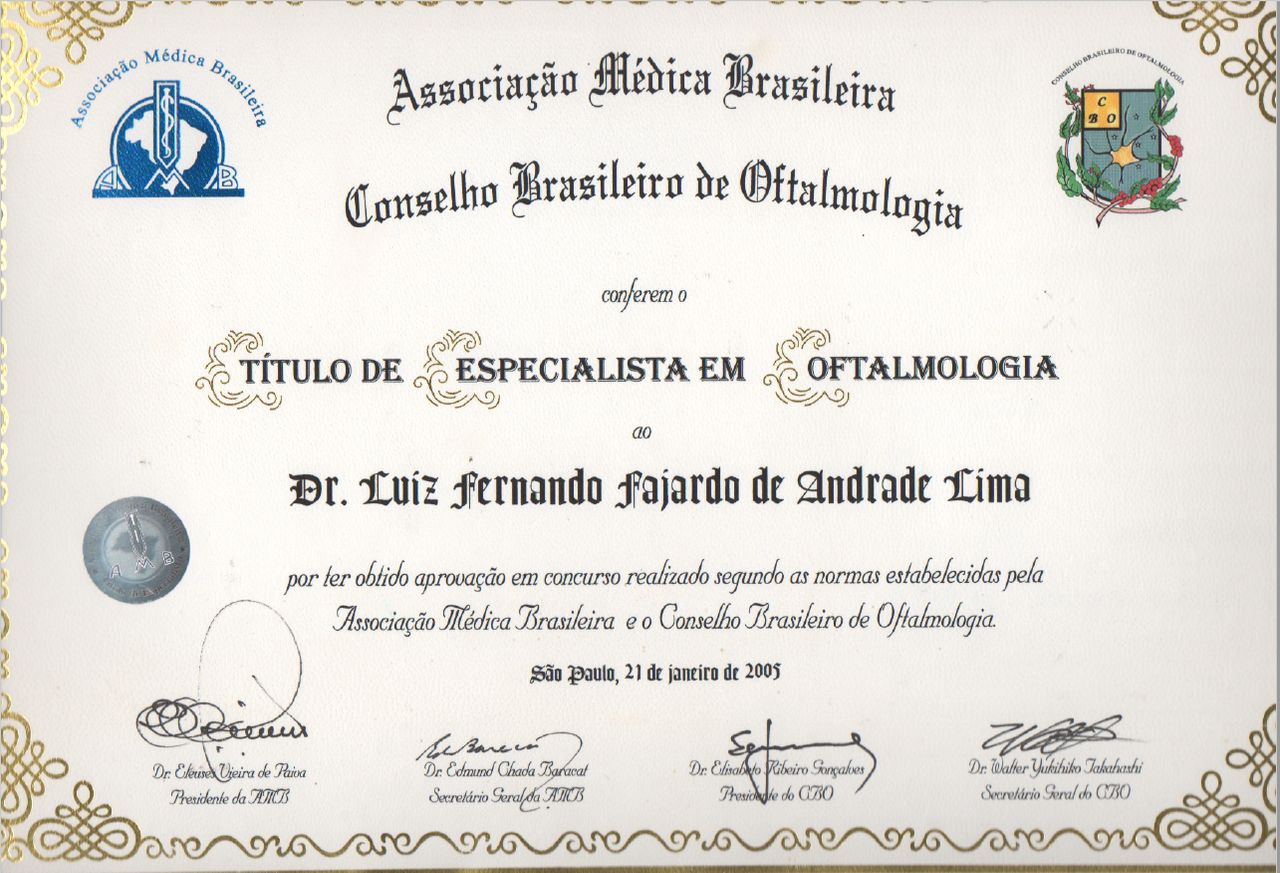 Associação Médica Brasileira
CONSELHO BRASILEIRO DE OFTALMOLOGIA
Associação Médica Brasileira
C
B O
A M B
Conselho Brasileiro de Oftalmologia
conferem o
TÍTULO DE ESPECIALISTA EM OFTALMOLOGIA
ao
Dr. Luiz Fernando Fajardo de Andrade Lima
A M B
por ter obtido aprovação em concurso realizado segundo as normas estabelecidas pela
Associação Médica Brasileira e o Conselho Brasileiro de Oftalmologia.
São Paulo, 21 de janeiro de 2005
Dr. Eleuses Vieira de Paiva
Presidente da AMB
Dr. Edmund Chada Baracat
Secretário Geral da AMB
Dr. Elisabeto Ribeiro Gonçalves
Presidente do CBO
Dr. Walter Yukihiko Takahashi
Secretário Geral do CBO